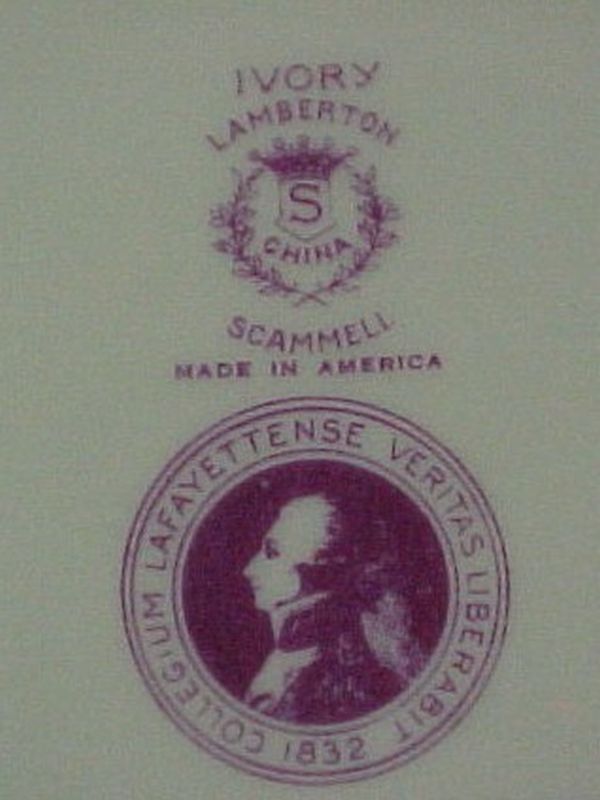 IVORY
LAMBERTON
S
CHINA
SCAMMELL
MADE IN AMERICA
COLLEGIUM LAFAYETTENSE VERITAS LIBERABIT
1832